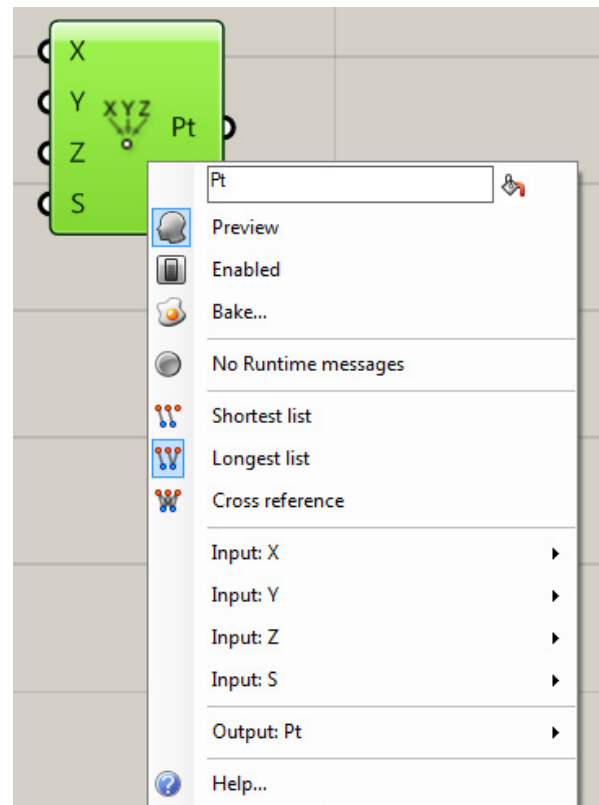 X
Y
X Y Z
Pt
Z
S
Pt
Preview
Enabled
Bake...
No Runtime messages
Shortest list
Longest list
Cross reference
Input: X
Input: Y
Input: Z
Input: S
Output: Pt
Help...